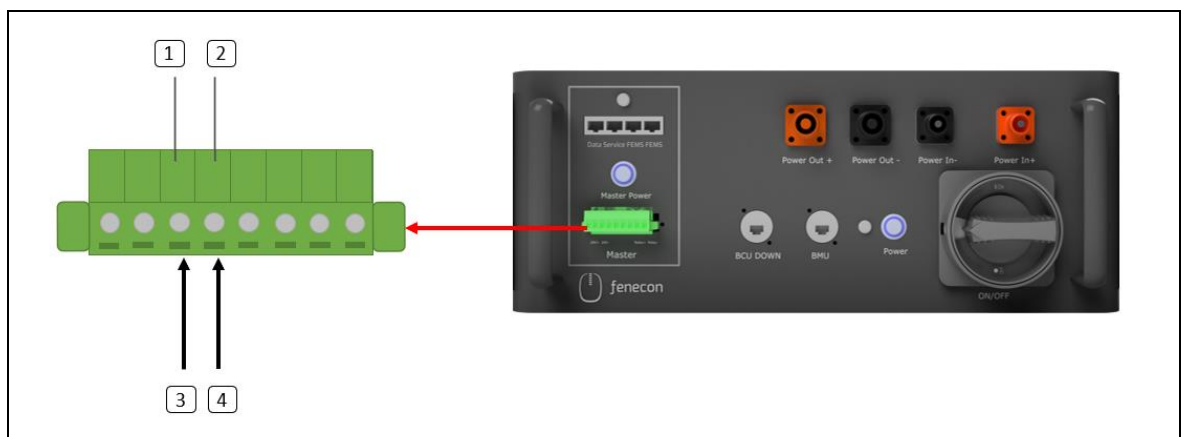 1 2
3 4
Data Service FEMS FEMS
Master Power
Master
fenecon
Power Out +
Power Out -
Power In-
Power In+
BCU DOWN
BMU
Power
ON/OFF